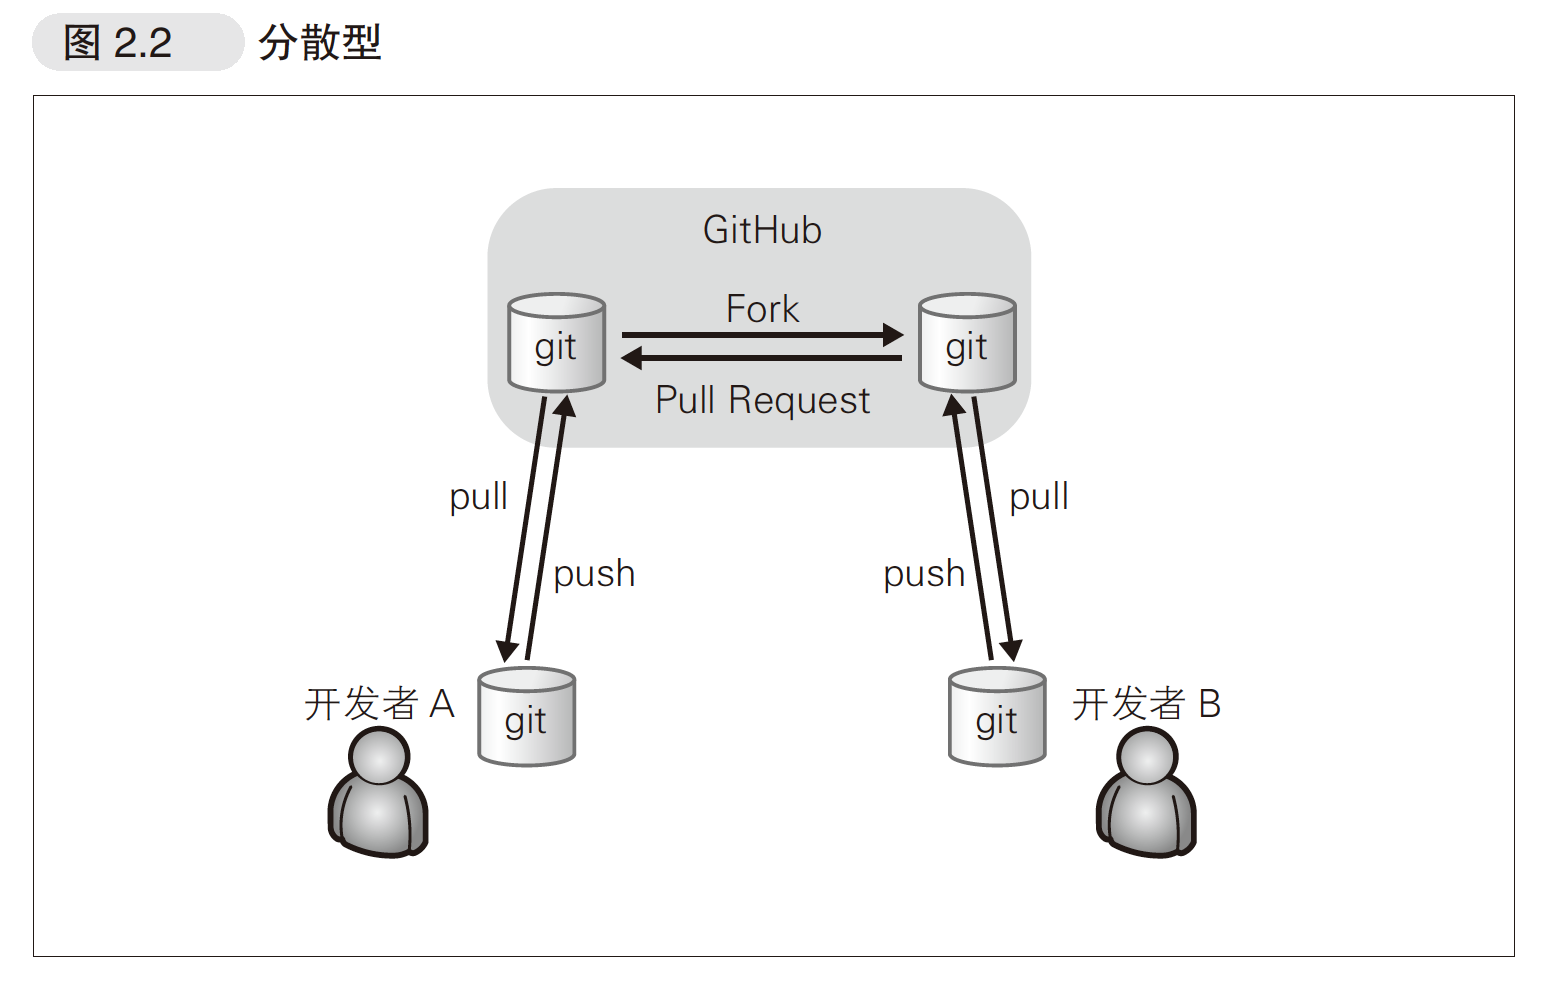 图 2.2 分散型
GitHub
Fork
git
git
Pull Request
pull
pull
push
push
开发者 A
git
git
开发者 B